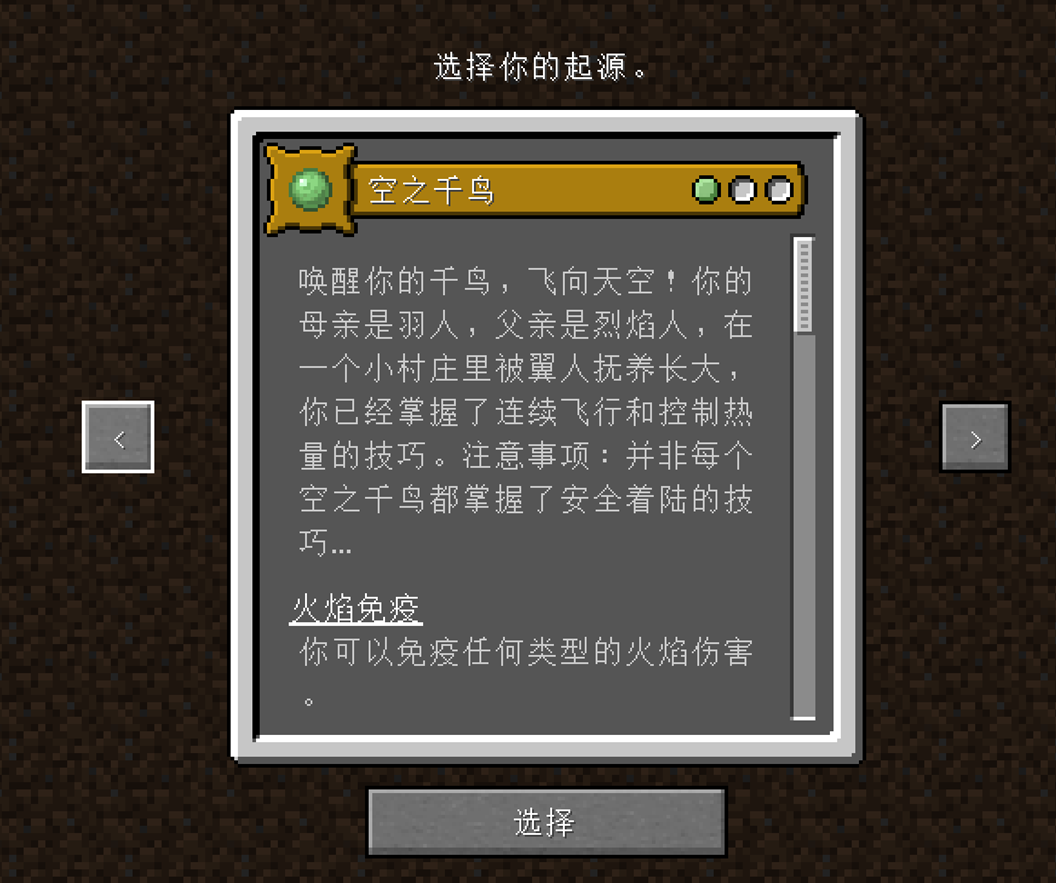 选择你的起源。
空之千鸟
唤醒你的千鸟，飞向天空！你的
母亲是羽人，父亲是烈焰人，在
一个小村庄里被翼人抚养长大，
你已经掌握了连续飞行和控制热
量的技巧。注意事项：并非每个
空之千鸟都掌握了安全着陆的技
巧...
火焰免疫
你可以免疫任何类型的火焰伤害
。
<
>
选择